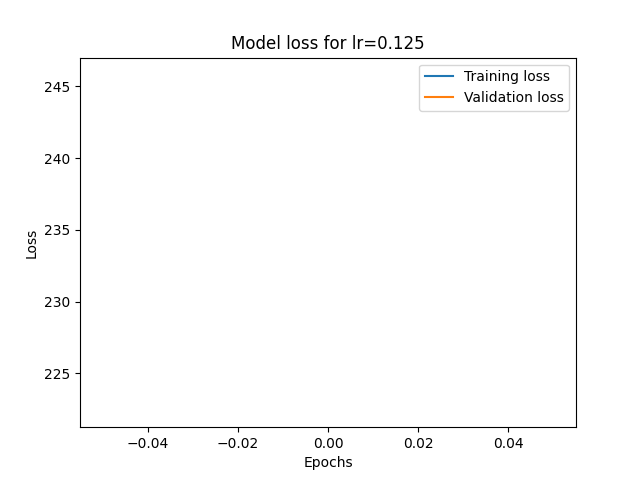 Model loss for lr=0.125
Training loss
Validation loss
245
240
235
230
225
Loss
−0.04
−0.02
0.00
0.02
0.04
Epochs